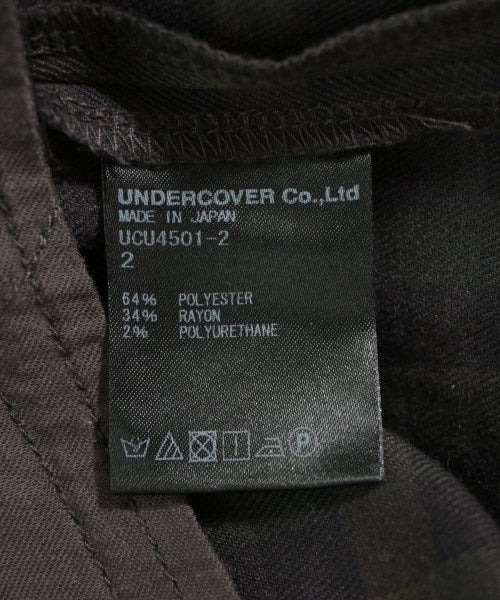 UNDERCOVER Co.,Ltd
MADE IN JAPAN
UCU4501-2
2
64% POLYESTER
34% RAYON
2% POLYURETHANE
P